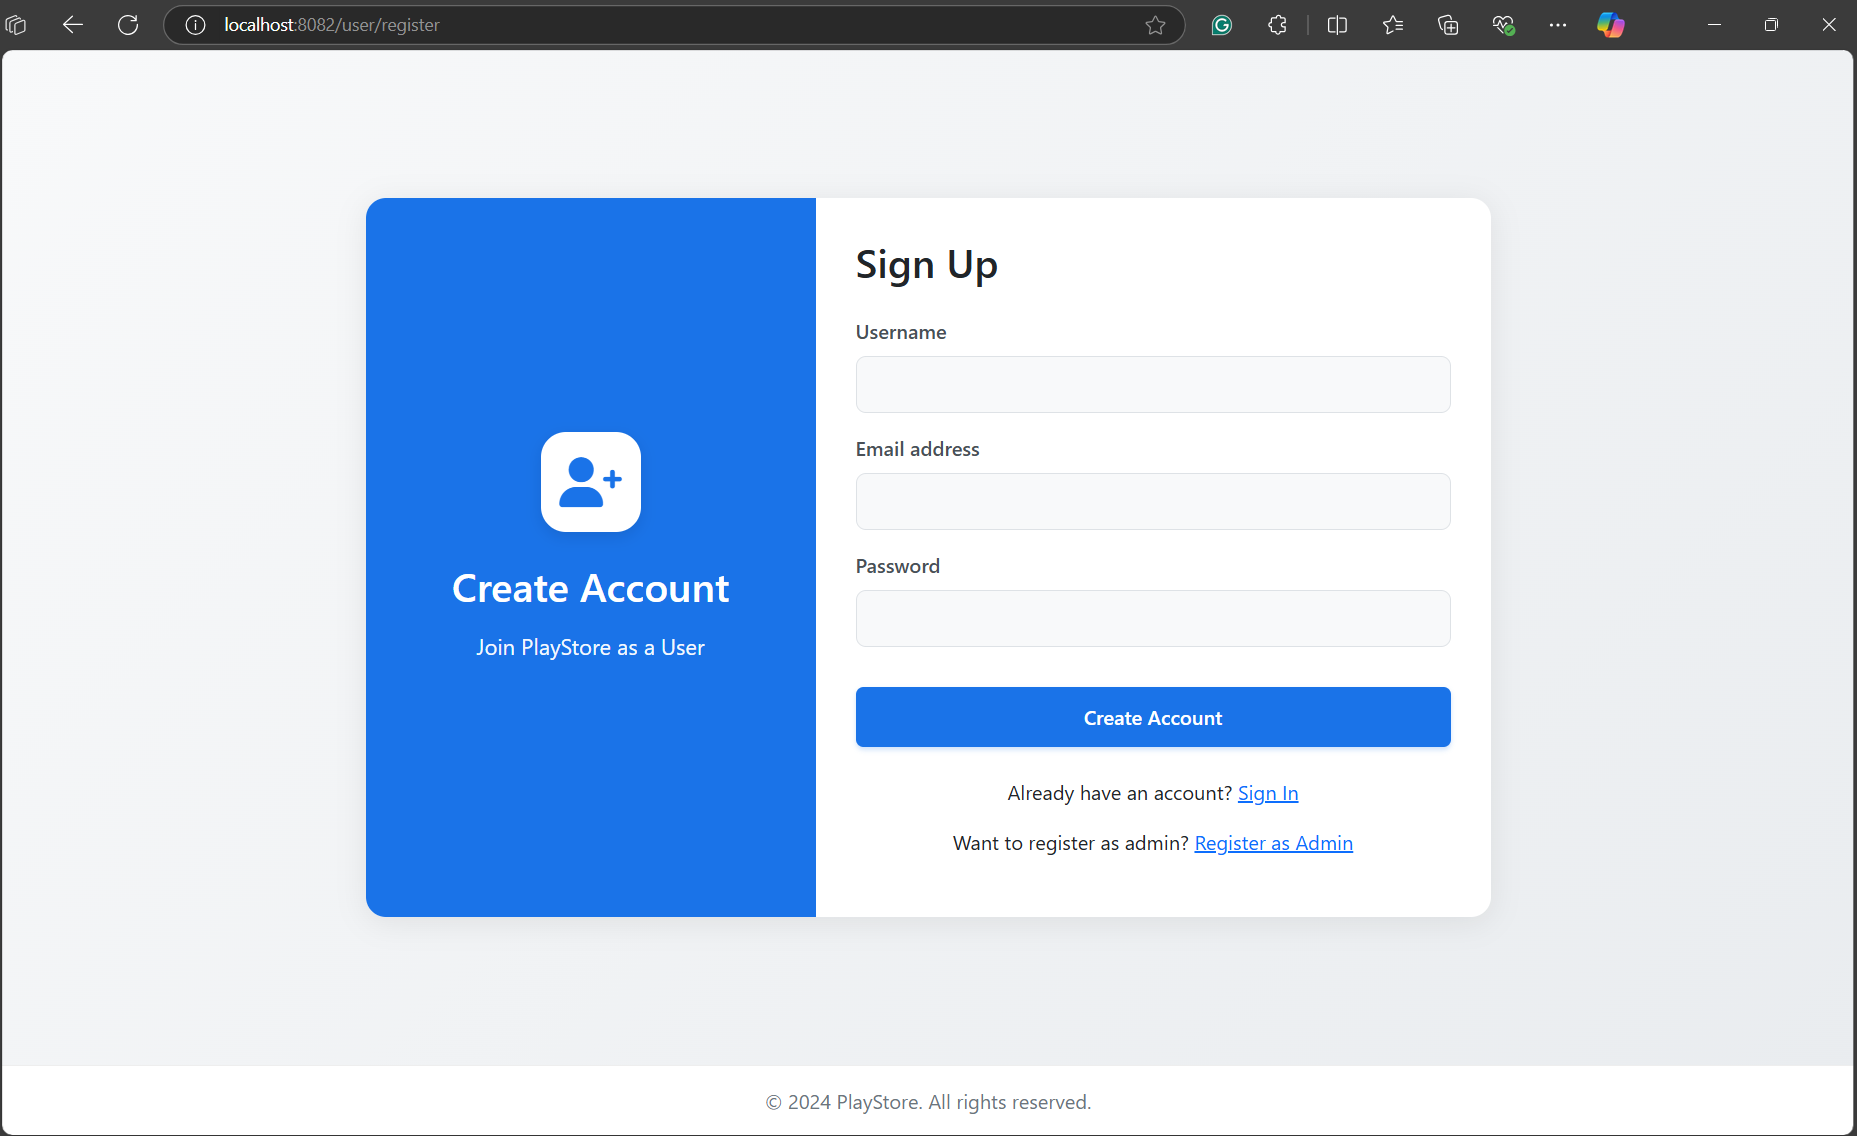 localhost:8082/user/register
Create Account
Join PlayStore as a User
Sign Up
Username
Email address
Password
Create Account
Already have an account? Sign In
Want to register as admin? Register as Admin
© 2024 PlayStore. All rights reserved.